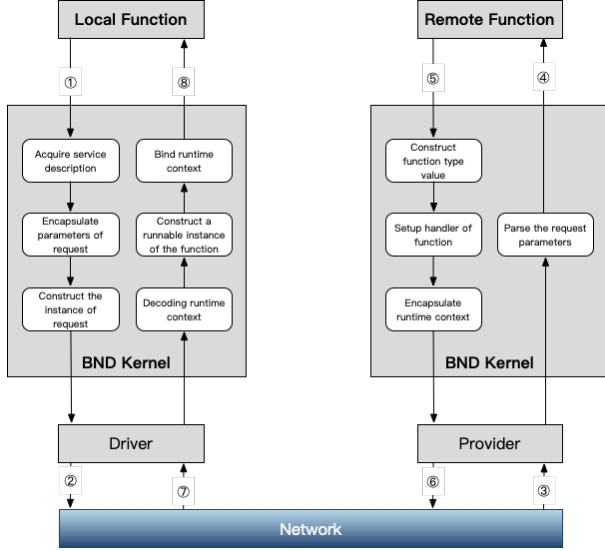 Local Function
Remote Function
①
⑧
⑤
④
Acquire service
description
Bind runtime
context
Construct
function type
value
Encapsulate
parameters of
request
Construct a
runnable instance
of the function
Setup handler of
function
Parse the request
parameters
Construct the
instance of
request
Decoding runtime
context
Encapsulate
runtime context
BND Kernel
BND Kernel
Driver
Provider
②
⑦
⑥
③
Network